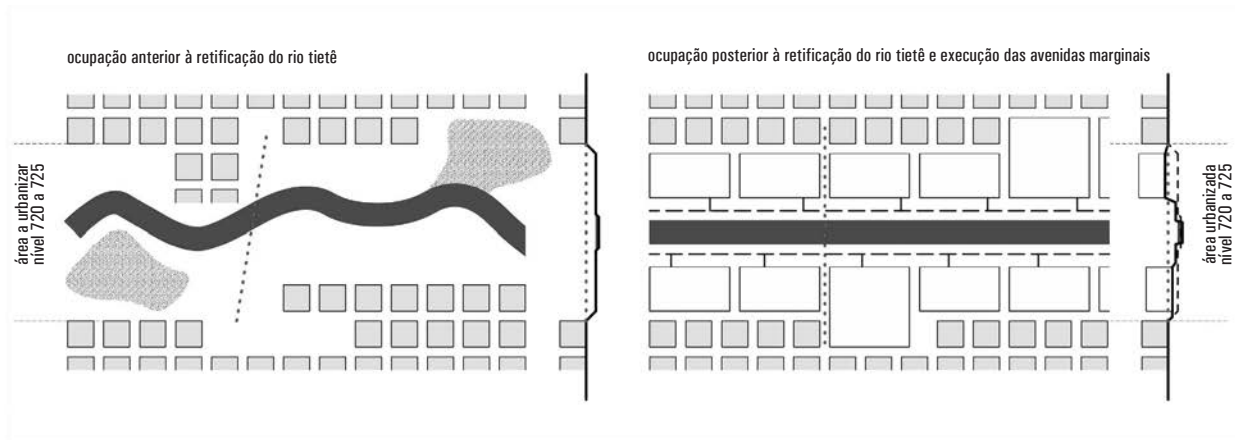 ocupação anterior à retificação do rio tietê
área a urbanizar
nível 720 a 725
ocupação posterior à retificação do rio tietê e execução das avenidas marginais
área urbanizada
nível 720 a 725